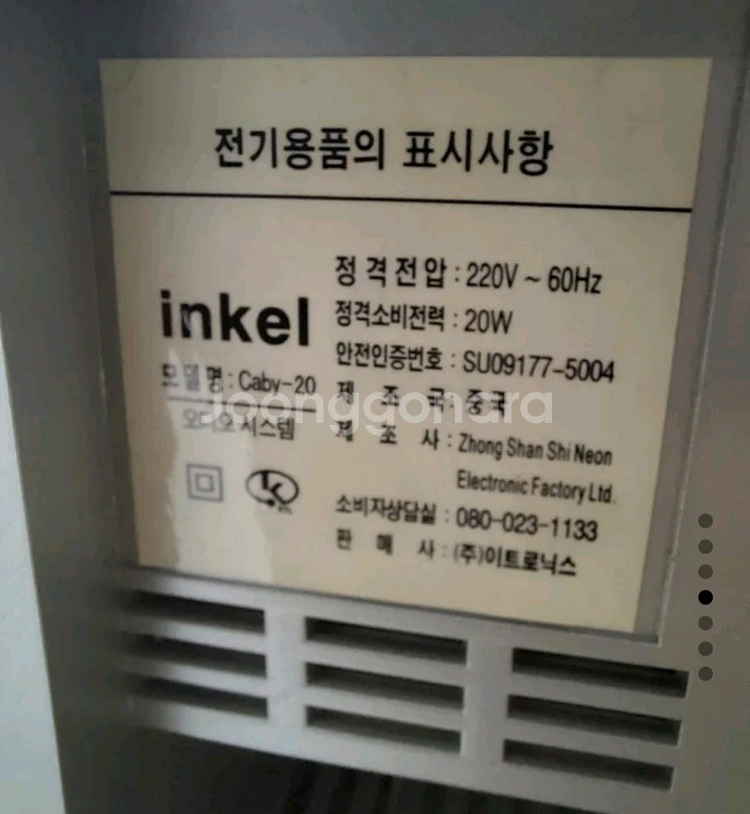 전기용품의 표시사항
inkel
모델명 : Caby-20
오디오 시스템
정격전압 : 220V ~ 60Hz
정격소비전력 : 20W
안전인증번호 : SU09177-5004
제 조 국 : 중국
제 조 사 : Zhong Shan Shi Neon
Electronic Factory Ltd.
소비자상담실 : 080-023-1133
판 매 사 : (주)이트로닉스
Joonggonara